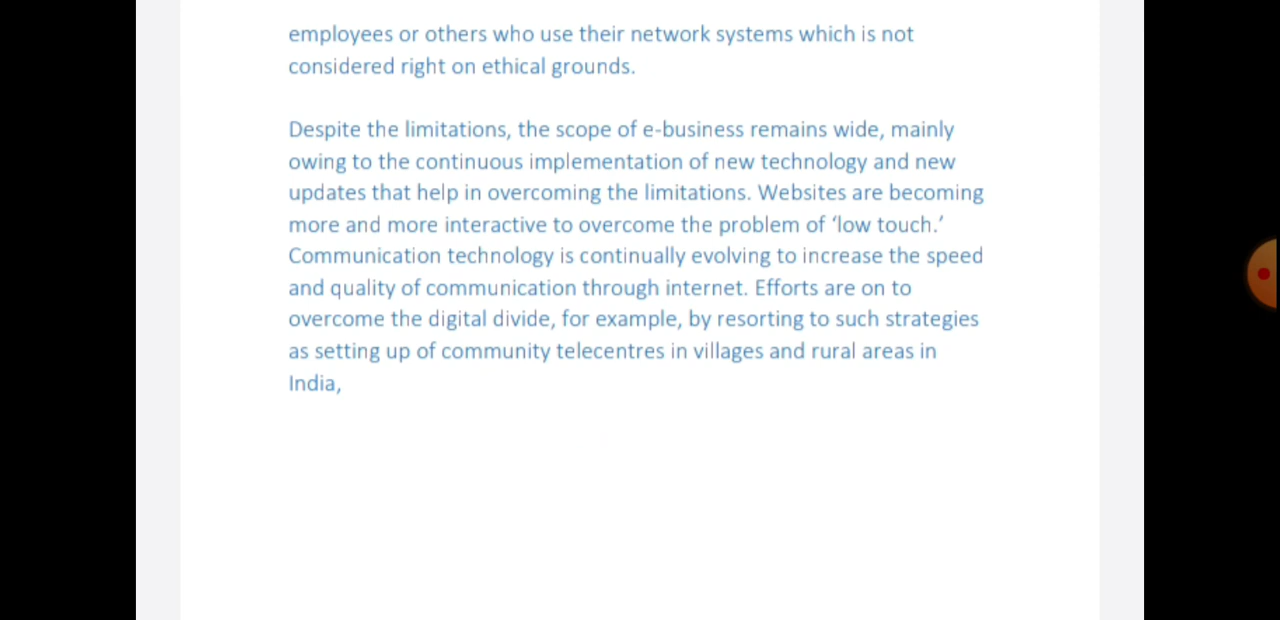 employees or others who use their network systems which is not
considered right on ethical grounds.
Despite the limitations, the scope of e-business remains wide, mainly
owing to the continuous implementation of new technology and new
updates that help in overcoming the limitations. Websites are becoming
more and more interactive to overcome the problem of ‘low touch.’
Communication technology is continually evolving to increase the speed
and quality of communication through internet. Efforts are on to
overcome the digital divide, for example, by resorting to such strategies
as setting up of community telecentres in villages and rural areas in
India,